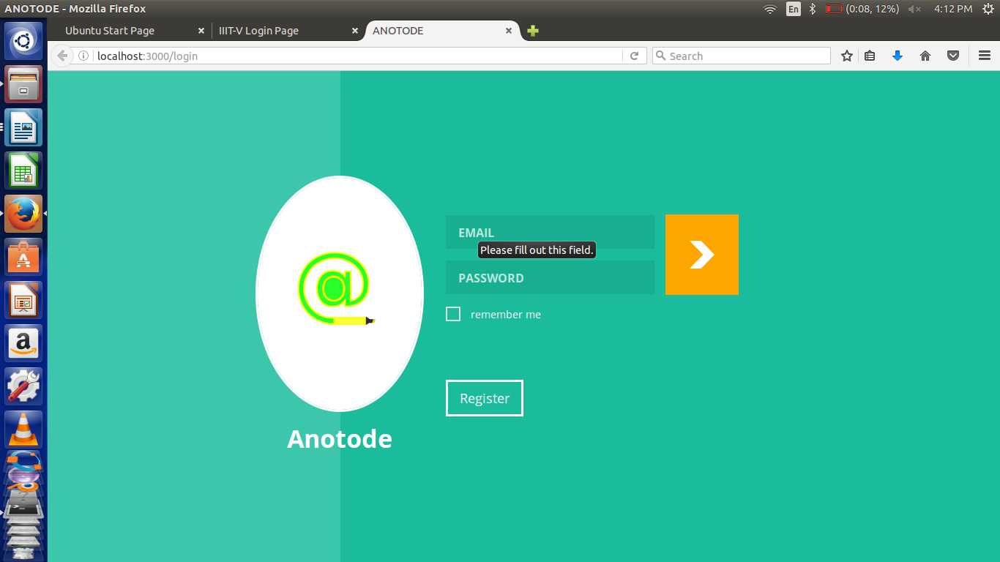 ANOTODE - Mozilla Firefox
En
(0:08, 12%)
4:12 PM
Ubuntu Start Page
IIIT-V Login Page
ANOTODE
localhost:3000/login
Search
EMAIL
Please fill out this field.
PASSWORD
remember me
Register
@
Anotode